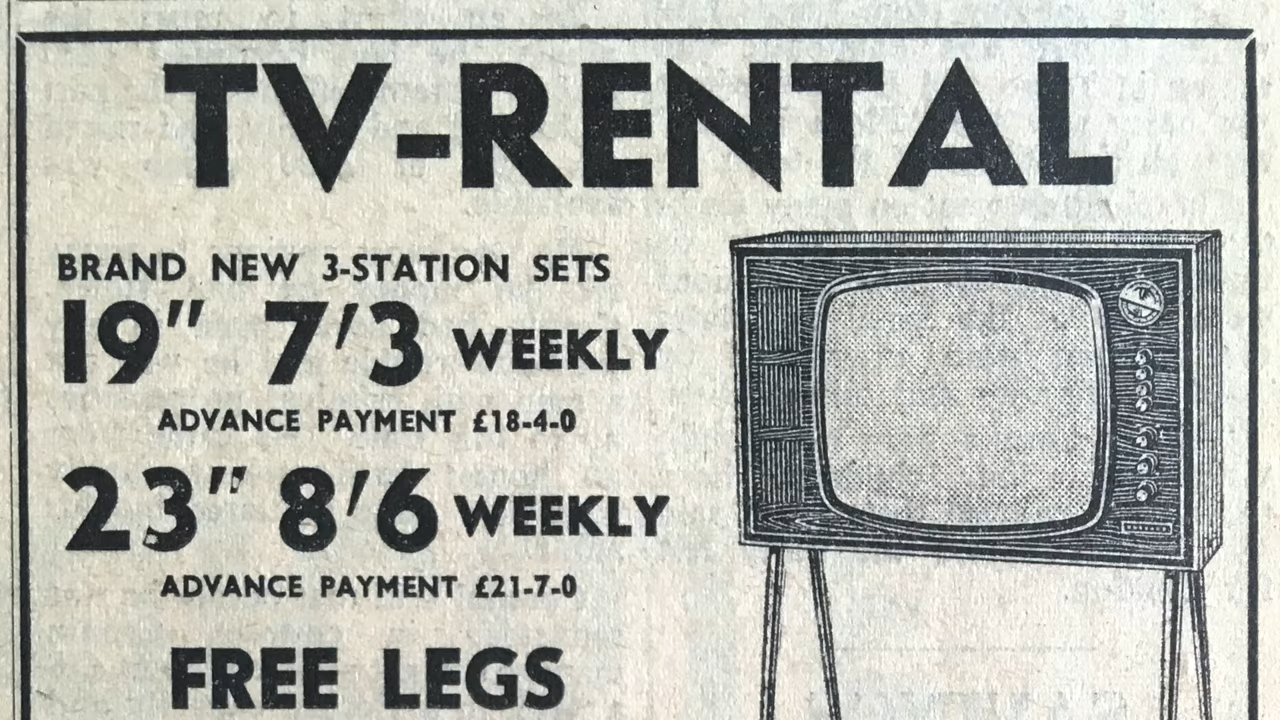 TV-RENTAL
BRAND NEW 3-STATION SETS
19" 7'3 WEEKLY
ADVANCE PAYMENT £18-4-0
23" 8'6 WEEKLY
ADVANCE PAYMENT £21-7-0
FREE LEGS